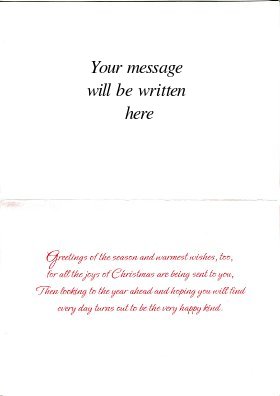 Your message
will be written
here
Greetings of the season and warmest wishes, too,
for all the joys of Christmas are being sent to you,
Then looking to the year ahead and hoping you will find
every day turns out to be the very happy kind.